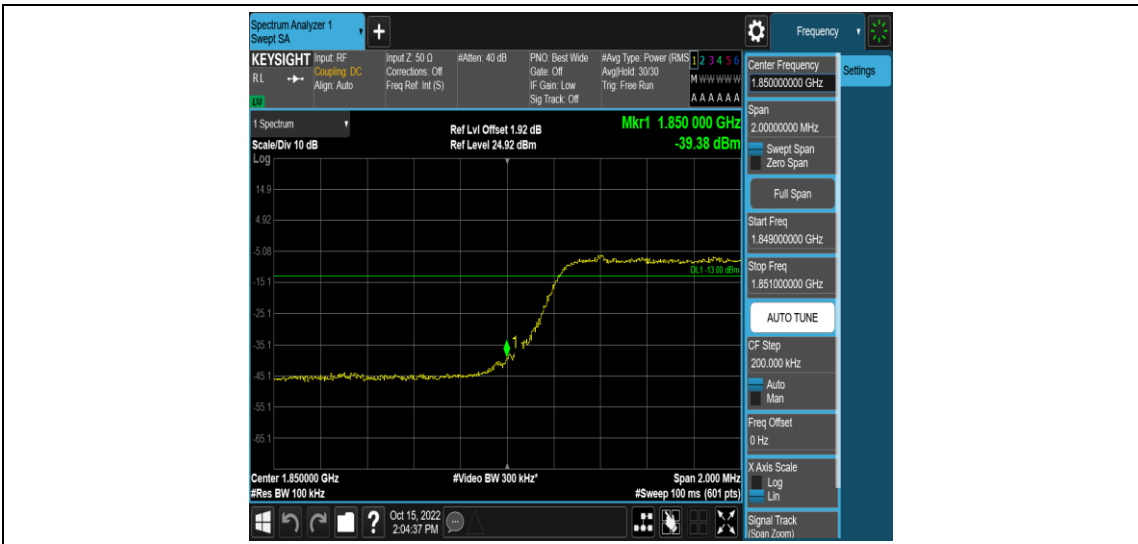 Spectrum Analyzer 1
Swept SA
+
Frequency
KEYSIGHT
RL
LXI
Input: RF
Coupling: DC
Align: Auto
Input Z: 50 Ω
Corrections: Off
Freq Ref: Int (S)
#Atten: 40 dB
PNO: Best Wide
Gate: Off
IF Gain: Low
Sig Track: Off
#Avg Type: Power (RMS
Avg|Hold: 30/30
Trig: Free Run
1 2 3 4 5 6
M W W W W W
A A A A A A
1 Spectrum
Scale/Div 10 dB
Log
Ref Lvl Offset 1.92 dB
Ref Level 24.92 dBm
Mkr1 1.850 000 GHz
-39.38 dBm
14.9
4.92
-5.08
DL1 -13.00 dBm
-15.1
-25.1
-35.1
1
-45.1
-55.1
-65.1
Center 1.850000 GHz
#Res BW 100 kHz
#Video BW 300 kHz*
Span 2.000 MHz
#Sweep 100 ms (601 pts)
Center Frequency
1.850000000 GHz
Settings
Span
2.00000000 MHz
Swept Span
Zero Span
Full Span
Start Freq
1.849000000 GHz
Stop Freq
1.851000000 GHz
AUTO TUNE
CF Step
200.000 kHz
Auto
Man
Freq Offset
0 Hz
X Axis Scale
Log
Lin
Signal Track
(Span Zoom)
?
Oct 15, 2022
2:04:37 PM